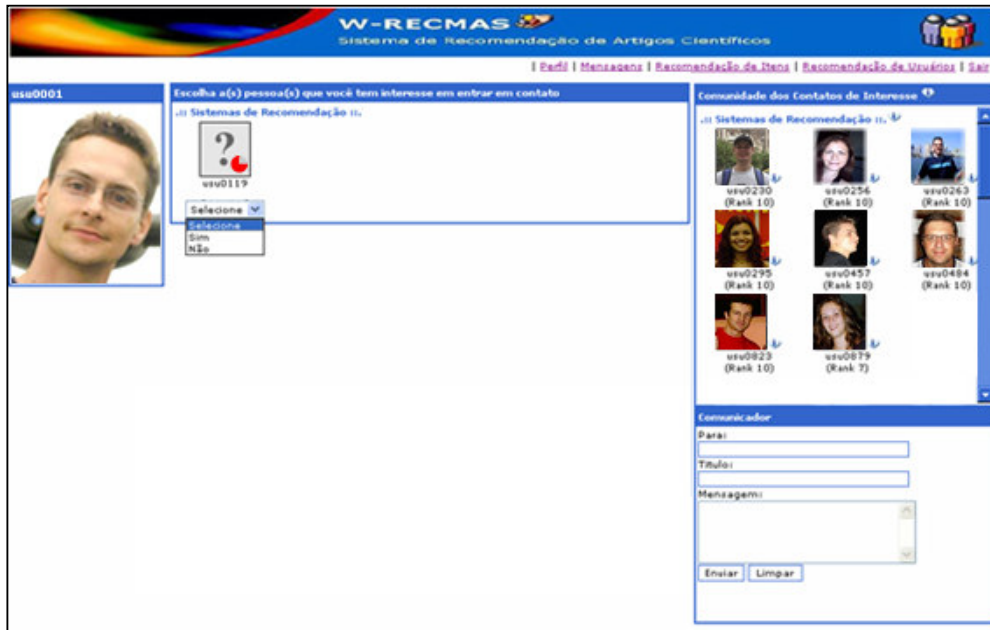 W-RECMAS
Sistema de Recomendação de Artigos Científicos
| Perfil | Mensagens | Recomendação de Itens | Recomendação de Usuários | Sair
usu0001
Escolha a(s) pessoa(s) que você tem interesse em entrar em contato
.:: Sistemas de Recomendação ::.
?
usu0119
Selecione
Selecione
Sim
Não
Comunidade dos Contatos de Interesse
.:: Sistemas de Recomendação ::.
usu0230 usu0256 usu0263
(Rank 10) (Rank 10) (Rank 10)
usu0295 usu0457 usu0484
(Rank 10) (Rank 10) (Rank 10)
usu0823 usu0879
(Rank 10) (Rank 7)
Comunicador
Para:
Título:
Mensagem:
Enviar Limpar